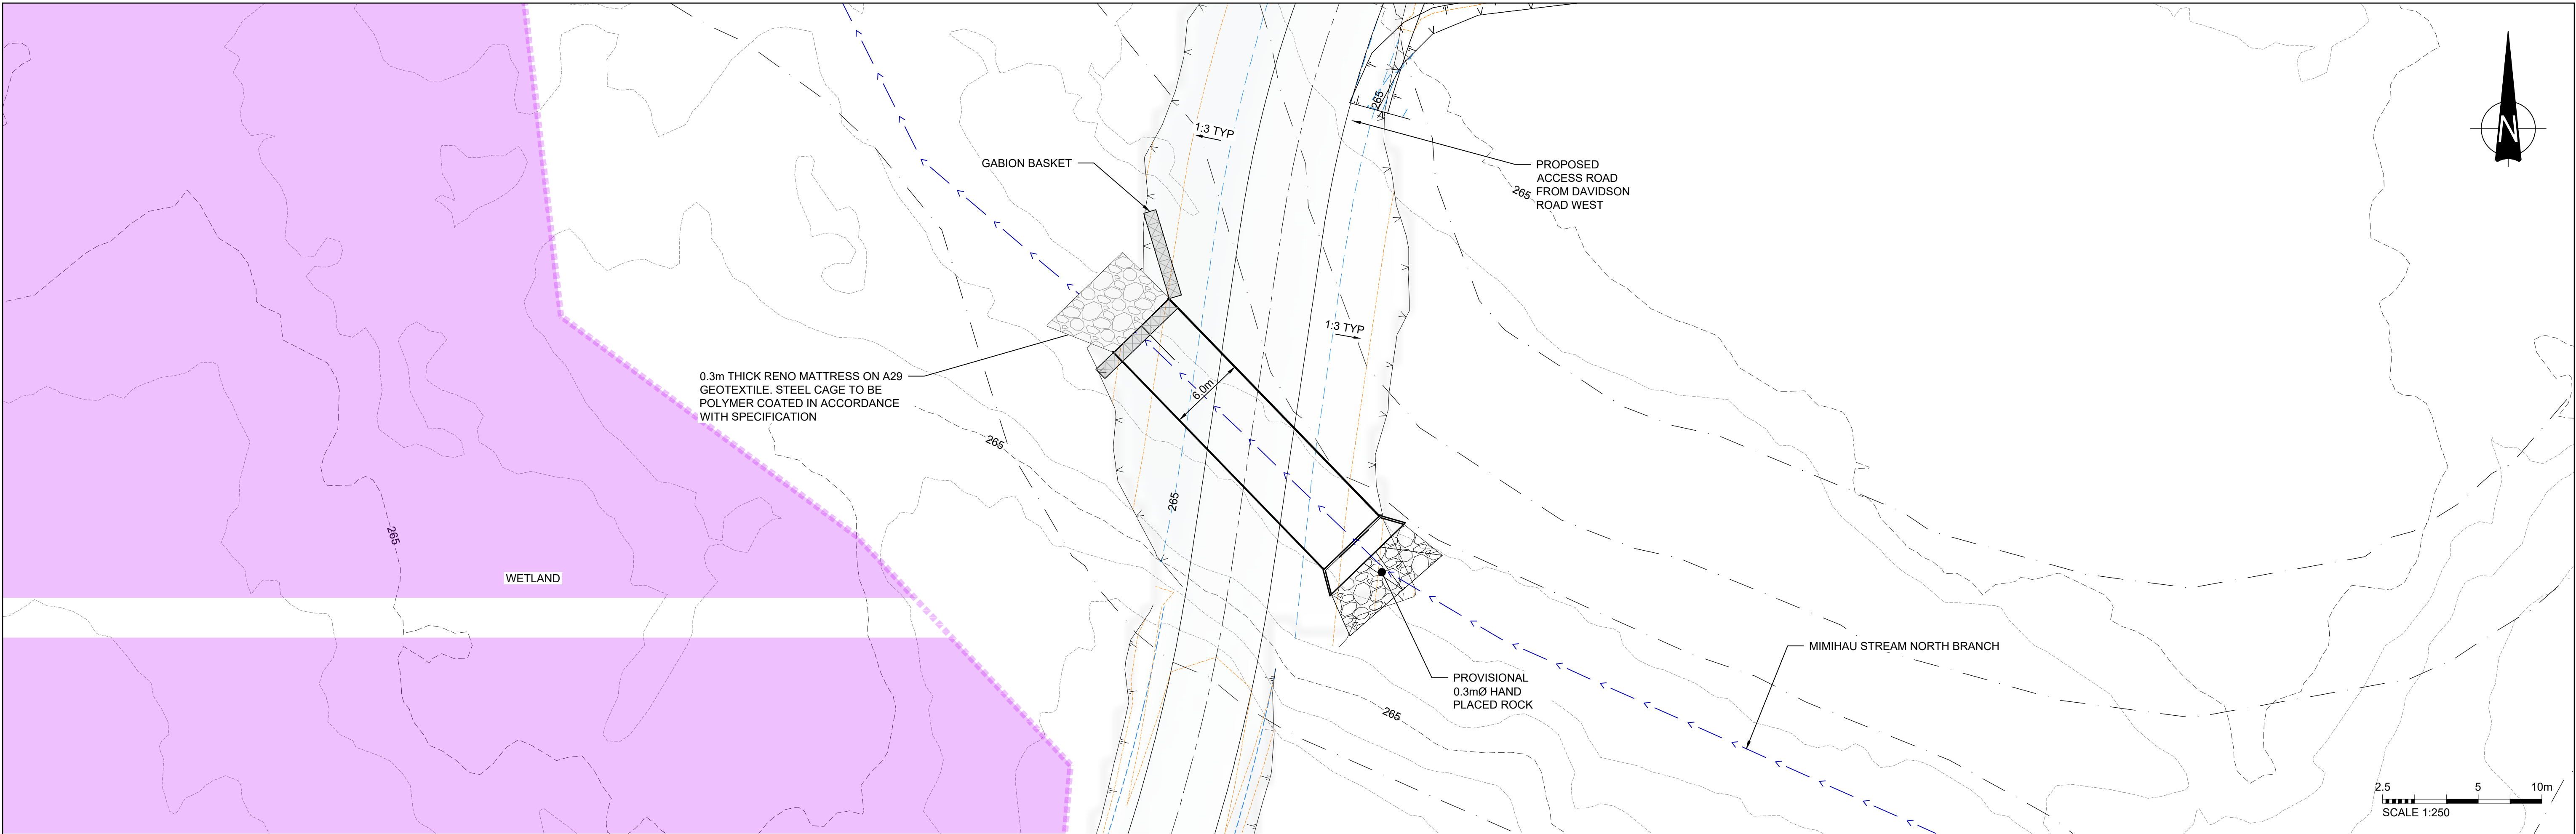 265
1:3 TYP
GABION BASKET
PROPOSED
ACCESS ROAD
FROM DAVIDSON
ROAD WEST
265
N
1:3 TYP
0.3m THICK RENO MATTRESS ON A29
GEOTEXTILE. STEEL CAGE TO BE
POLYMER COATED IN ACCORDANCE
WITH SPECIFICATION
6.0m
265
265
265
WETLAND
MIMIHAU STREAM NORTH BRANCH
PROVISIONAL
0.3mØ HAND
PLACED ROCK
265
2.5 5 10m
SCALE 1:250